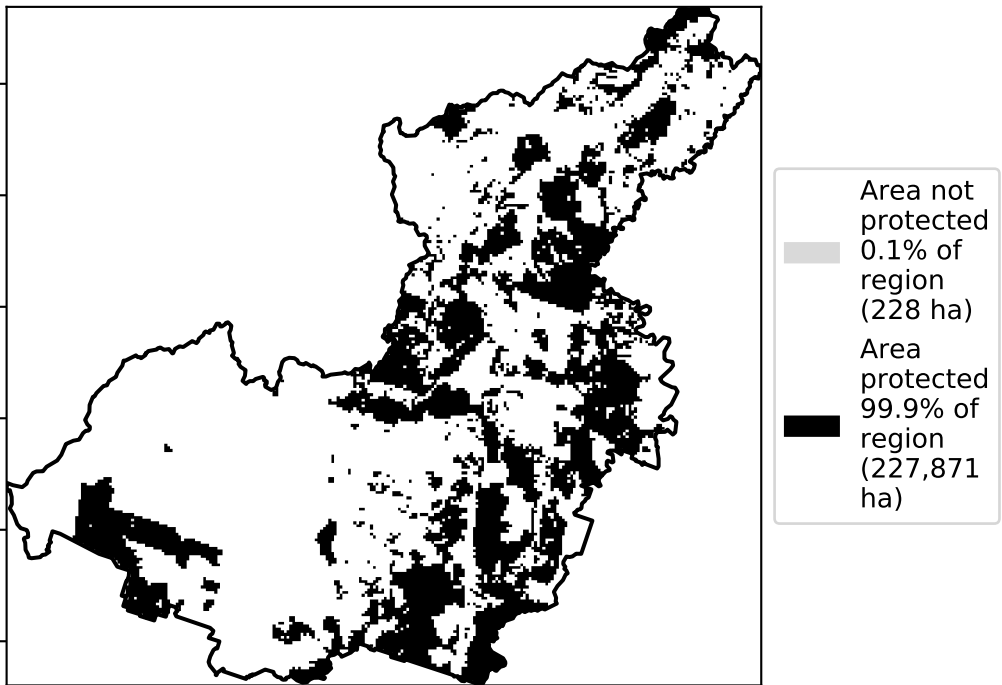 Area not
protected
0.1% of
region
(228 ha)
Area
protected
99.9% of
region
(227,871
ha)